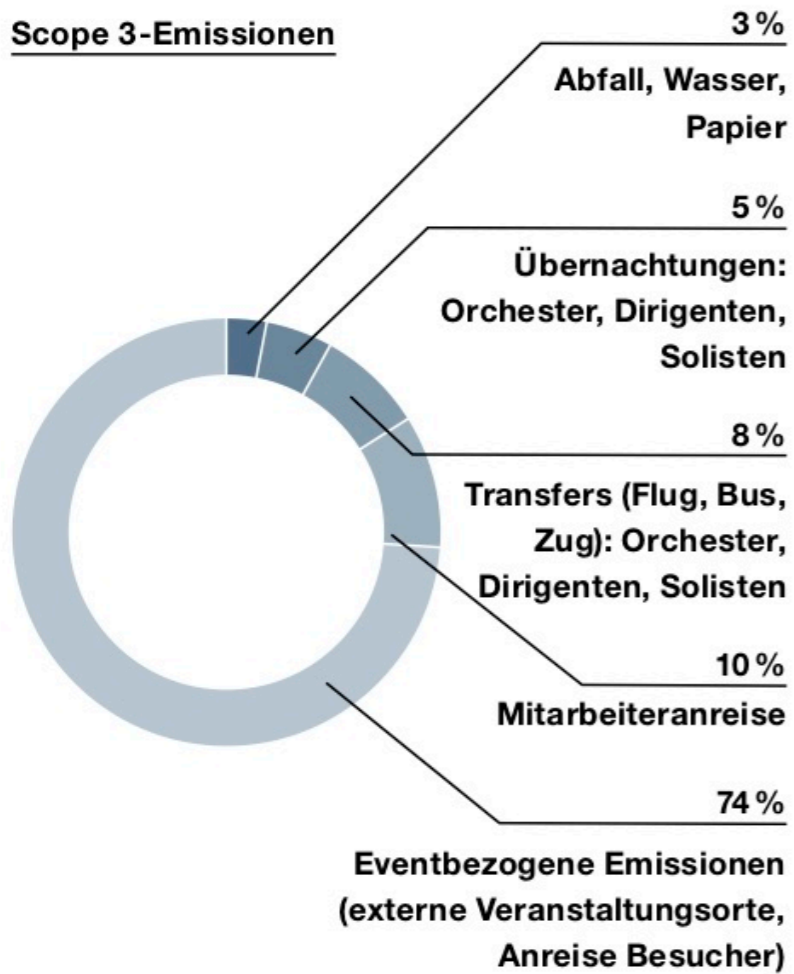 Scope 3-Emissionen
3 %
Abfall, Wasser,
Papier
5 %
Übernachtungen:
Orchester, Dirigenten,
Solisten
8 %
Transfers (Flug, Bus,
Zug): Orchester,
Dirigenten, Solisten
10 %
Mitarbeiteranreise
74 %
Eventbezogene Emissionen
(externe Veranstaltungsorte,
Anreise Besucher)